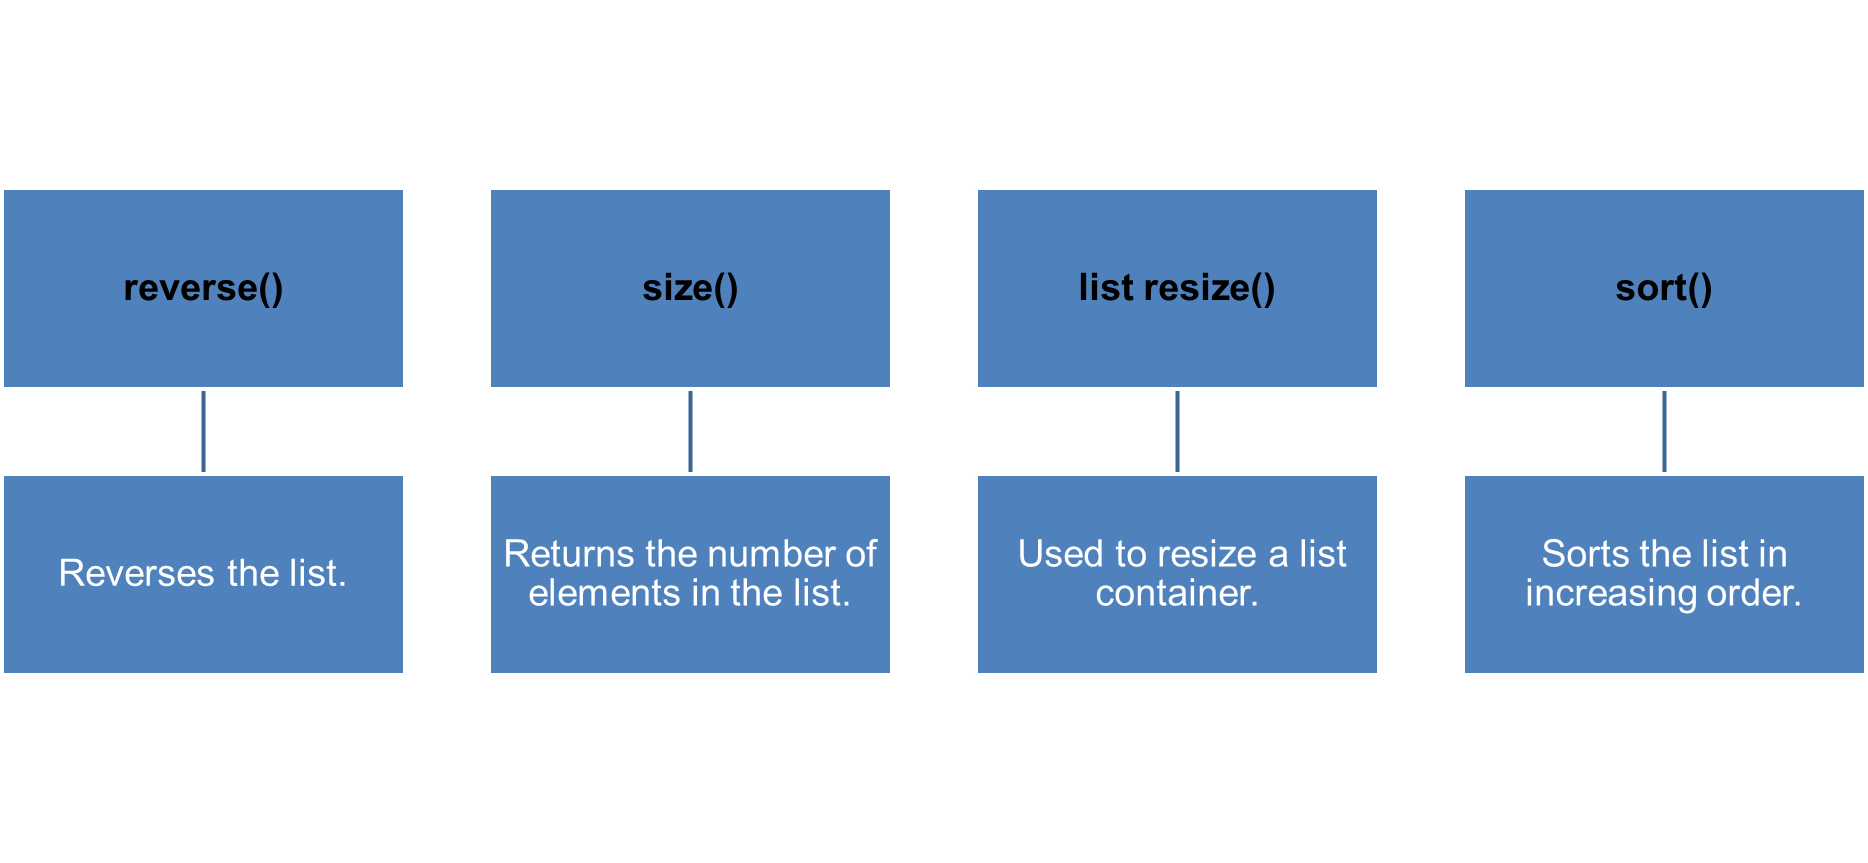 reverse()
size()
list resize()
sort()
Reverses the list.
Returns the number of
elements in the list.
Used to resize a list
container.
Sorts the list in
increasing order.